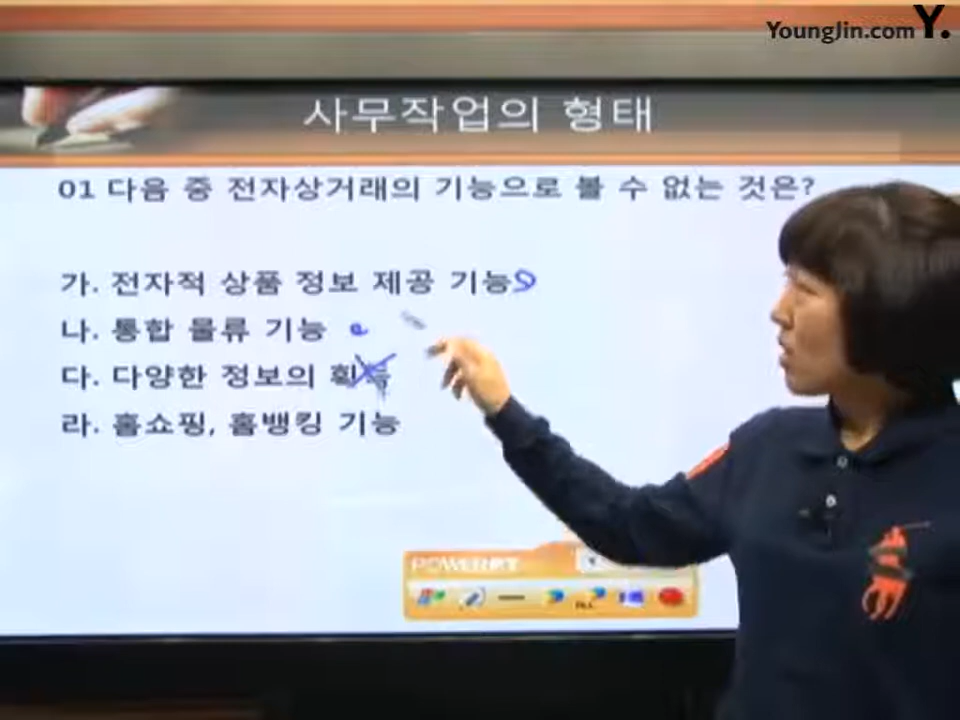 YoungJin.com Y.
사무작업의 형태
01 다음 중 전자상거래의 기능으로 볼 수 없는 것은?
가. 전자적 상품 정보 제공 기능
나. 통합 물류 기능
다. 다양한 정보의 획득
라. 홈쇼핑, 홈뱅킹 기능